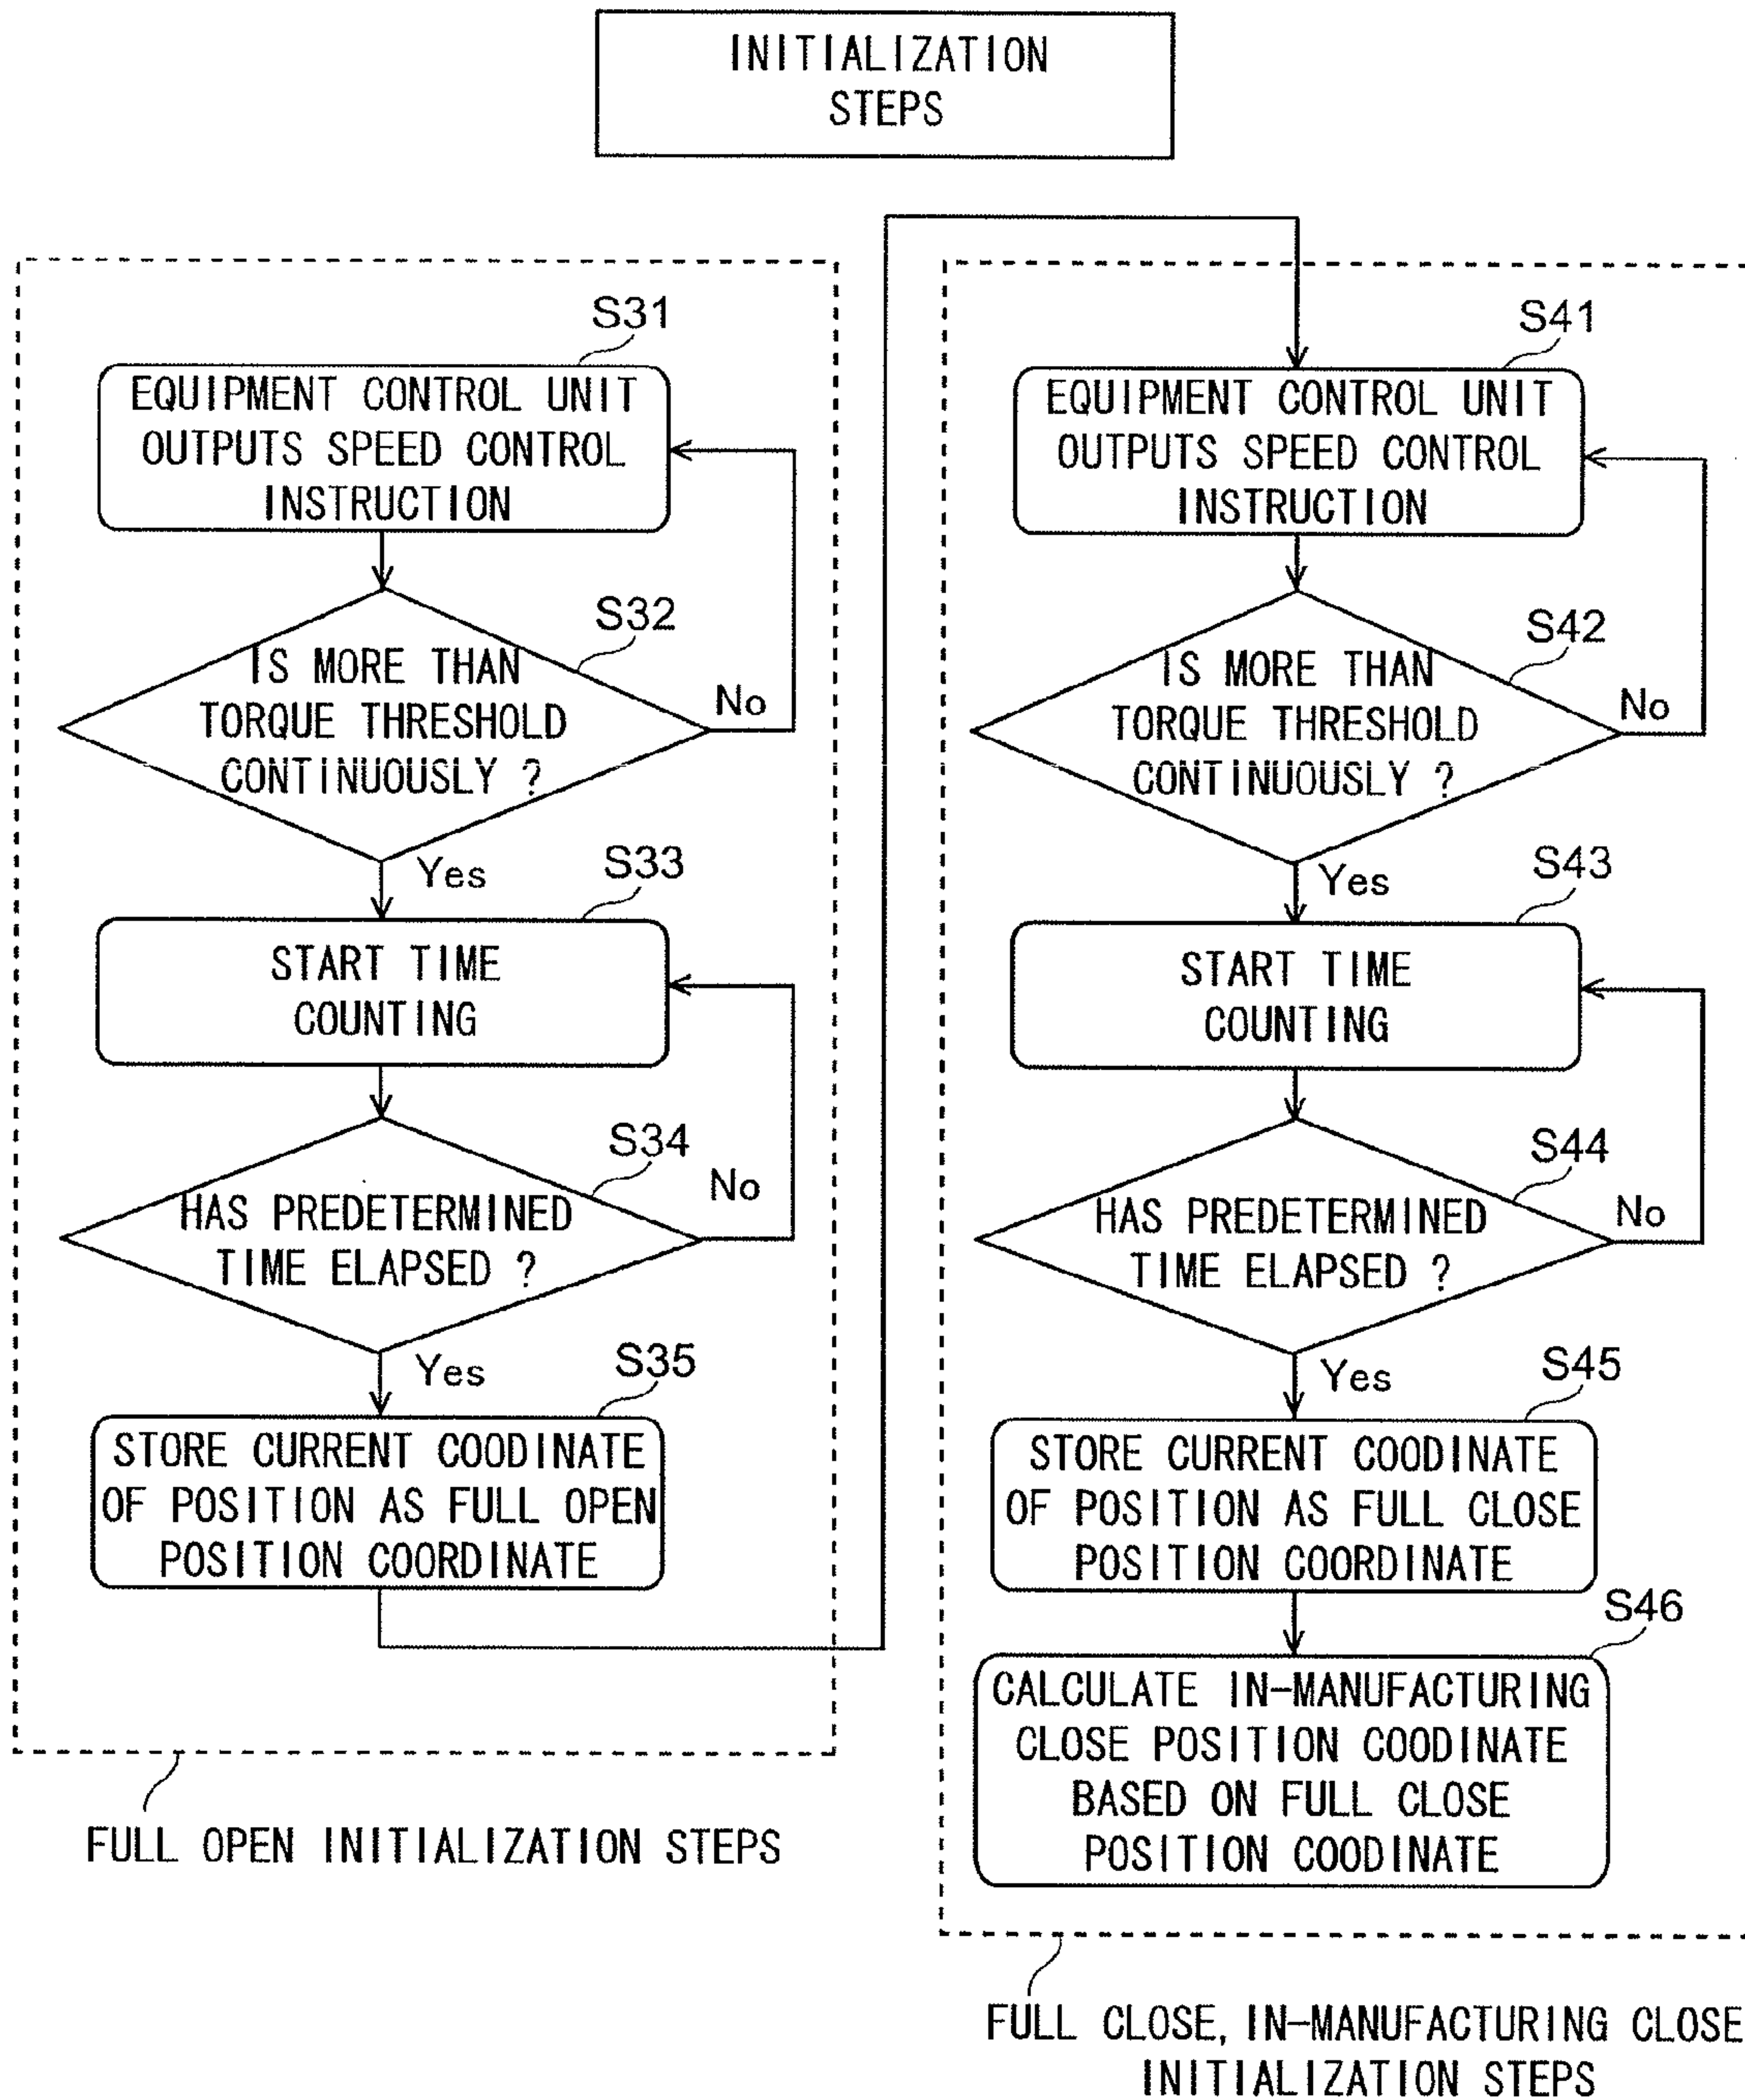 INITIALIZATION
STEPS
S31
EQUIPMENT CONTROL UNIT
OUTPUTS SPEED CONTROL
INSTRUCTION
S32
IS MORE THAN
TORQUE THRESHOLD
CONTINUOUSLY ?
No
Yes
S33
START TIME
COUNTING
S34
HAS PREDETERMINED
TIME ELAPSED ?
No
Yes
S35
STORE CURRENT COODINATE
OF POSITION AS FULL OPEN
POSITION COORDINATE
FULL OPEN INITIALIZATION STEPS
S41
EQUIPMENT CONTROL UNIT
OUTPUTS SPEED CONTROL
INSTRUCTION
S42
IS MORE THAN
TORQUE THRESHOLD
CONTINUOUSLY ?
No
Yes
S43
START TIME
COUNTING
S44
HAS PREDETERMINED
TIME ELAPSED ?
No
Yes
S45
STORE CURRENT COODINATE
OF POSITION AS FULL CLOSE
POSITION COORDINATE
S46
CALCULATE IN-MANUFACTURING
CLOSE POSITION COODINATE
BASED ON FULL CLOSE
POSITION COODINATE
FULL CLOSE, IN-MANUFACTURING CLOSE
INITIALIZATION STEPS